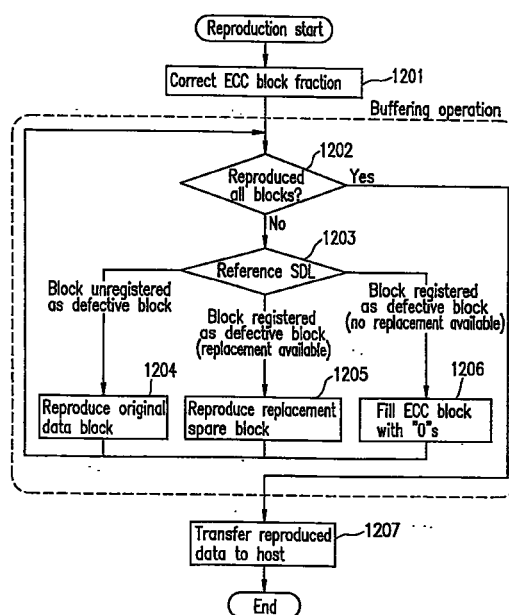 Reproduction start
Correct ECC block fraction
1201
Buffering operation
1202
Reproduced
all blocks?
Yes
No
1203
Reference SDL
Block unregistered
as defective block
Block registered
as defective block
(replacement available)
Block registered
as defective block
(no replacement available)
1204
Reproduce original
data block
1205
Reproduce replacement
spare block
1206
Fill ECC block
with "0"s
Transfer reproduced
data to host
1207
End